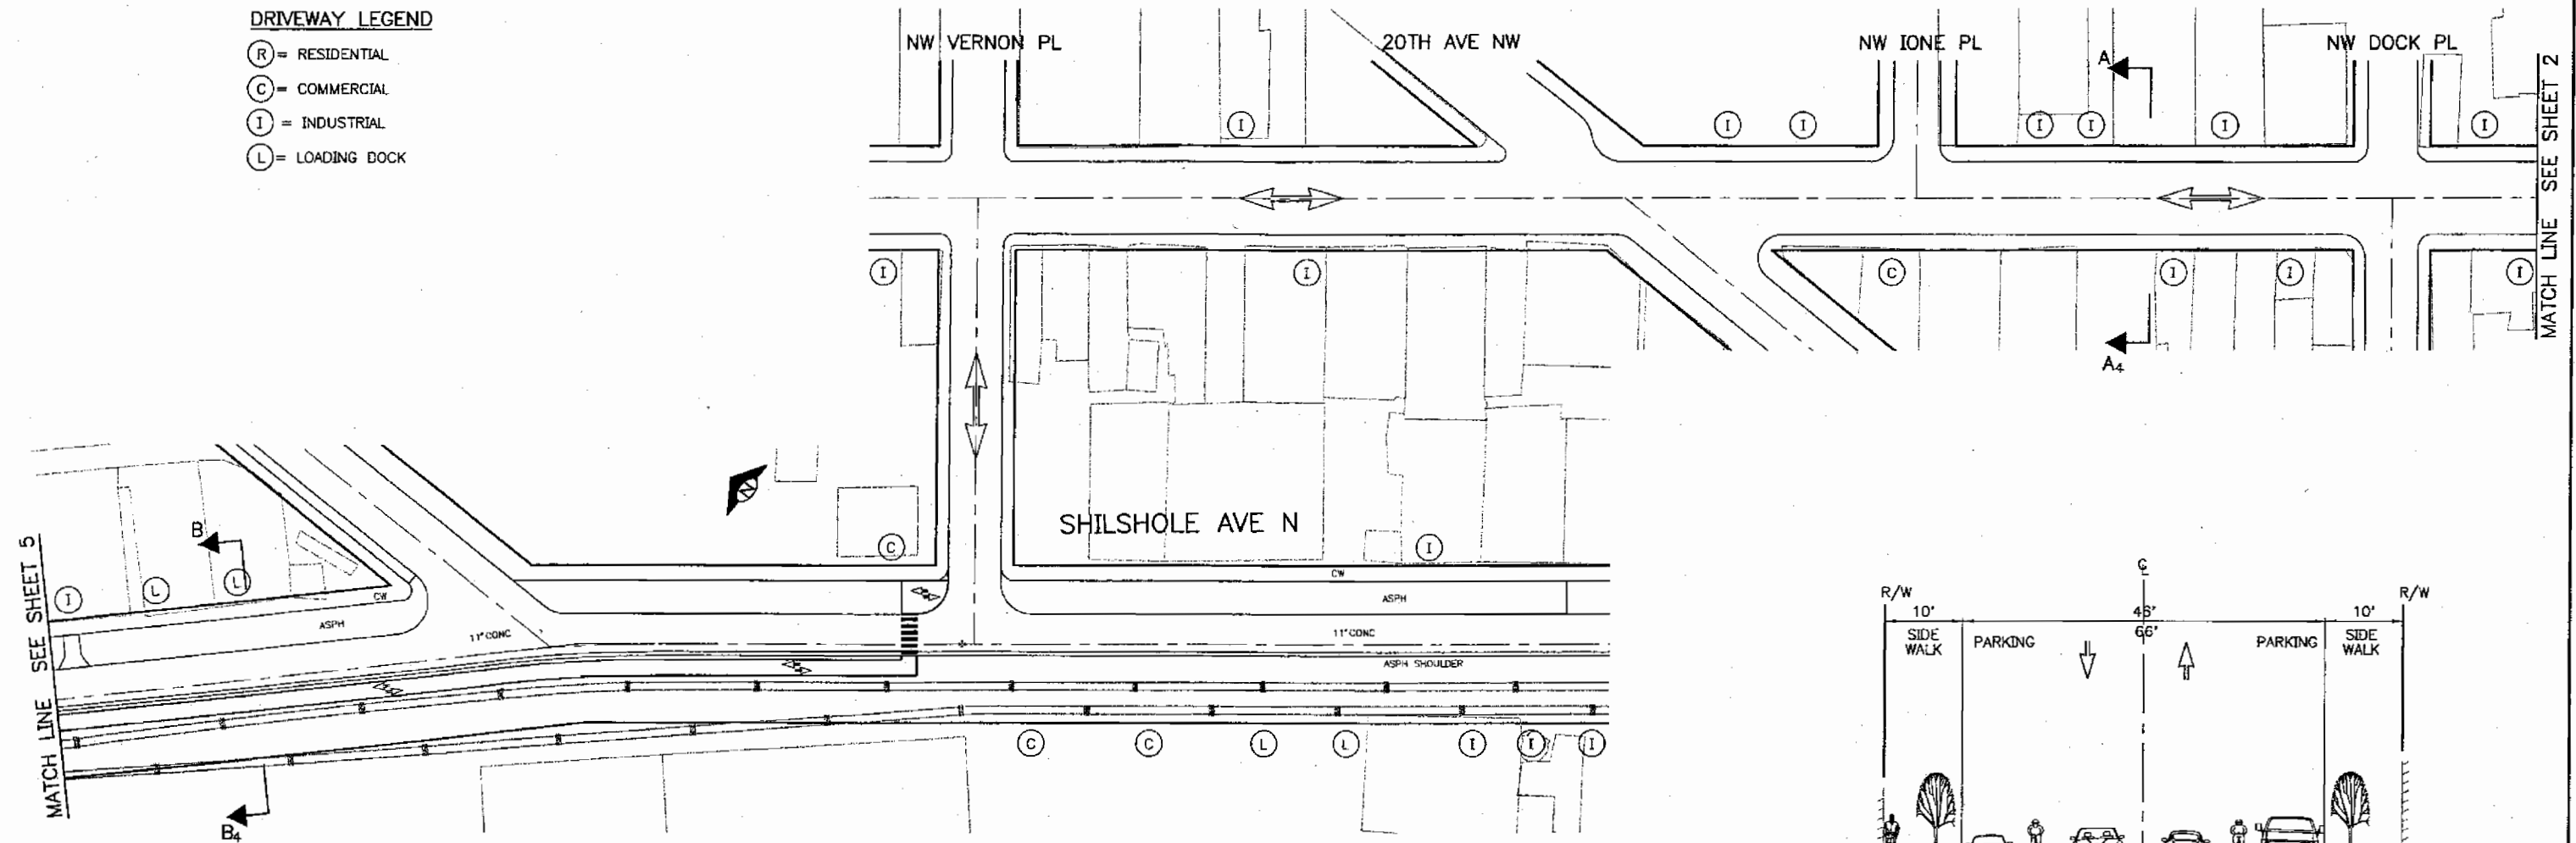 DRIVEWAY LEGEND
R = RESIDENTIAL
C = COMMERCIAL
I = INDUSTRIAL
L = LOADING DOCK
NW VERNON PL
20TH AVE NW
NW IONE PL
NW DOCK PL
A
I
I
I
I
I
I
I
MATCH LINE SEE SHEET 2
I
I
C
I
I
I
A4
N
SHILSHOLE AVE N
B
C
I
MATCH LINE SEE SHEET 5
I
L
L
CW
CW
ASPH
ASPH
11" CONC
11" CONC
ASPH SHOULDER
C
C
L
L
I
I
I
B4
CL
R/W
R/W
10'
46'
10'
66'
SIDE WALK
PARKING
PARKING
SIDE WALK